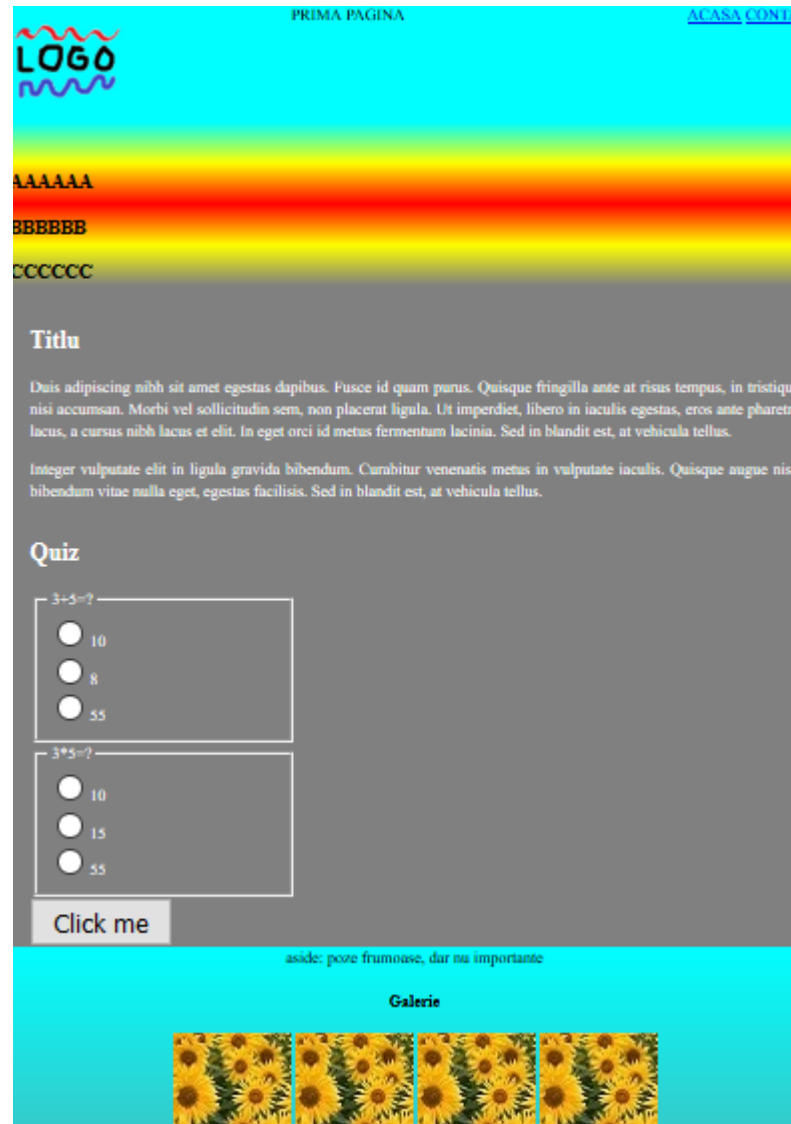 PRIMA PAGINA
ACASA CONT
LOGO
AAAAAA
BBBBBB
CCCCCC
Titlu
Duis adipiscing nibh sit amet egestas dapibus. Fusce id quam purus. Quisque fringilla ante at risus tempus, in tristiqu
nisi accumsan. Morbi vel sollicitudin sem, non placerat ligula. Ut imperdiet, libero in iaculis egestas, eros ante pharetr
lacus, a cursus nibh lacus et elit. In eget orci id metus fermentum lacinia. Sed in blandit est, at vehicula tellus.
Integer vulputate elit in ligula gravida bibendum. Curabitur venenatis metus in vulputate iaculis. Quisque augue nis
bibendum vitae nulla eget, egestas facilisis. Sed in blandit est, at vehicula tellus.
Quiz
3+5=?
10
8
55
3*5=?
10
15
55
Click me
aside: poze frumoase, dar nu importante
Galerie